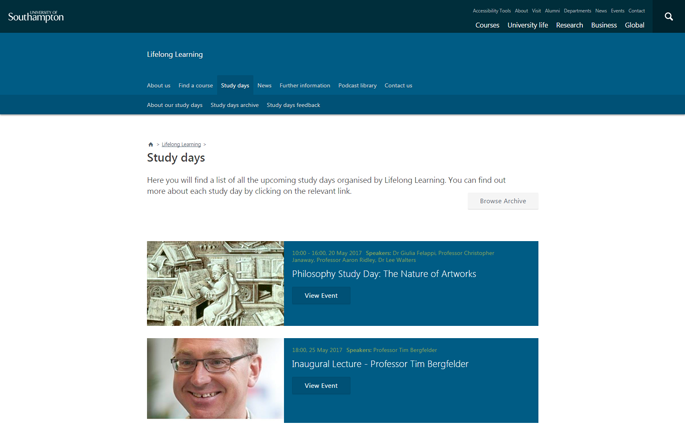 UNIVERSITY OF
Southampton
Accessibility Tools About Visit Alumni Departments News Events Contact
Courses University life Research Business Global
Lifelong Learning
About us Find a course Study days News Further information Podcast library Contact us
About our study days Study days archive Study days feedback
> Lifelong Learning >
Study days
Here you will find a list of all the upcoming study days organised by Lifelong Learning. You can find out
more about each study day by clicking on the relevant link.
Browse Archive
10:00 - 16:00, 20 May 2017 Speakers: Dr Giulia Felappi, Professor Christopher
Janaway, Professor Aaron Ridley, Dr Lee Walters
Philosophy Study Day: The Nature of Artworks
View Event
18:00, 25 May 2017 Speakers: Professor Tim Bergfelder
Inaugural Lecture - Professor Tim Bergfelder
View Event